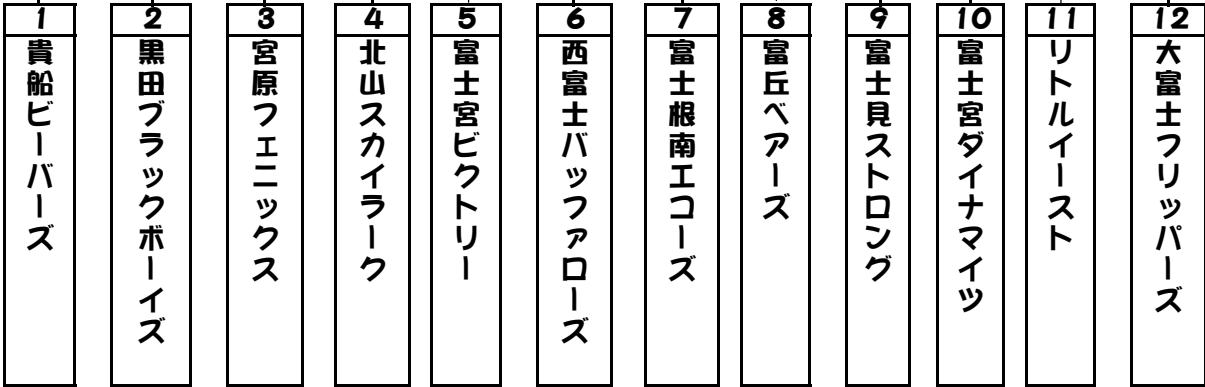 1
貴船ビーバーズ
2
黒田ブラックボーイズ
3
宮原フェニックス
4
北山スカイラーク
5
富士宮ビクトリー
6
西富士バッファローズ
7
富士根南エコーズ
8
富丘ベアーズ
9
富士見ストロング
10
富士宮ダイナマイツ
11
リトルイースト
12
大富士フリッパーズ